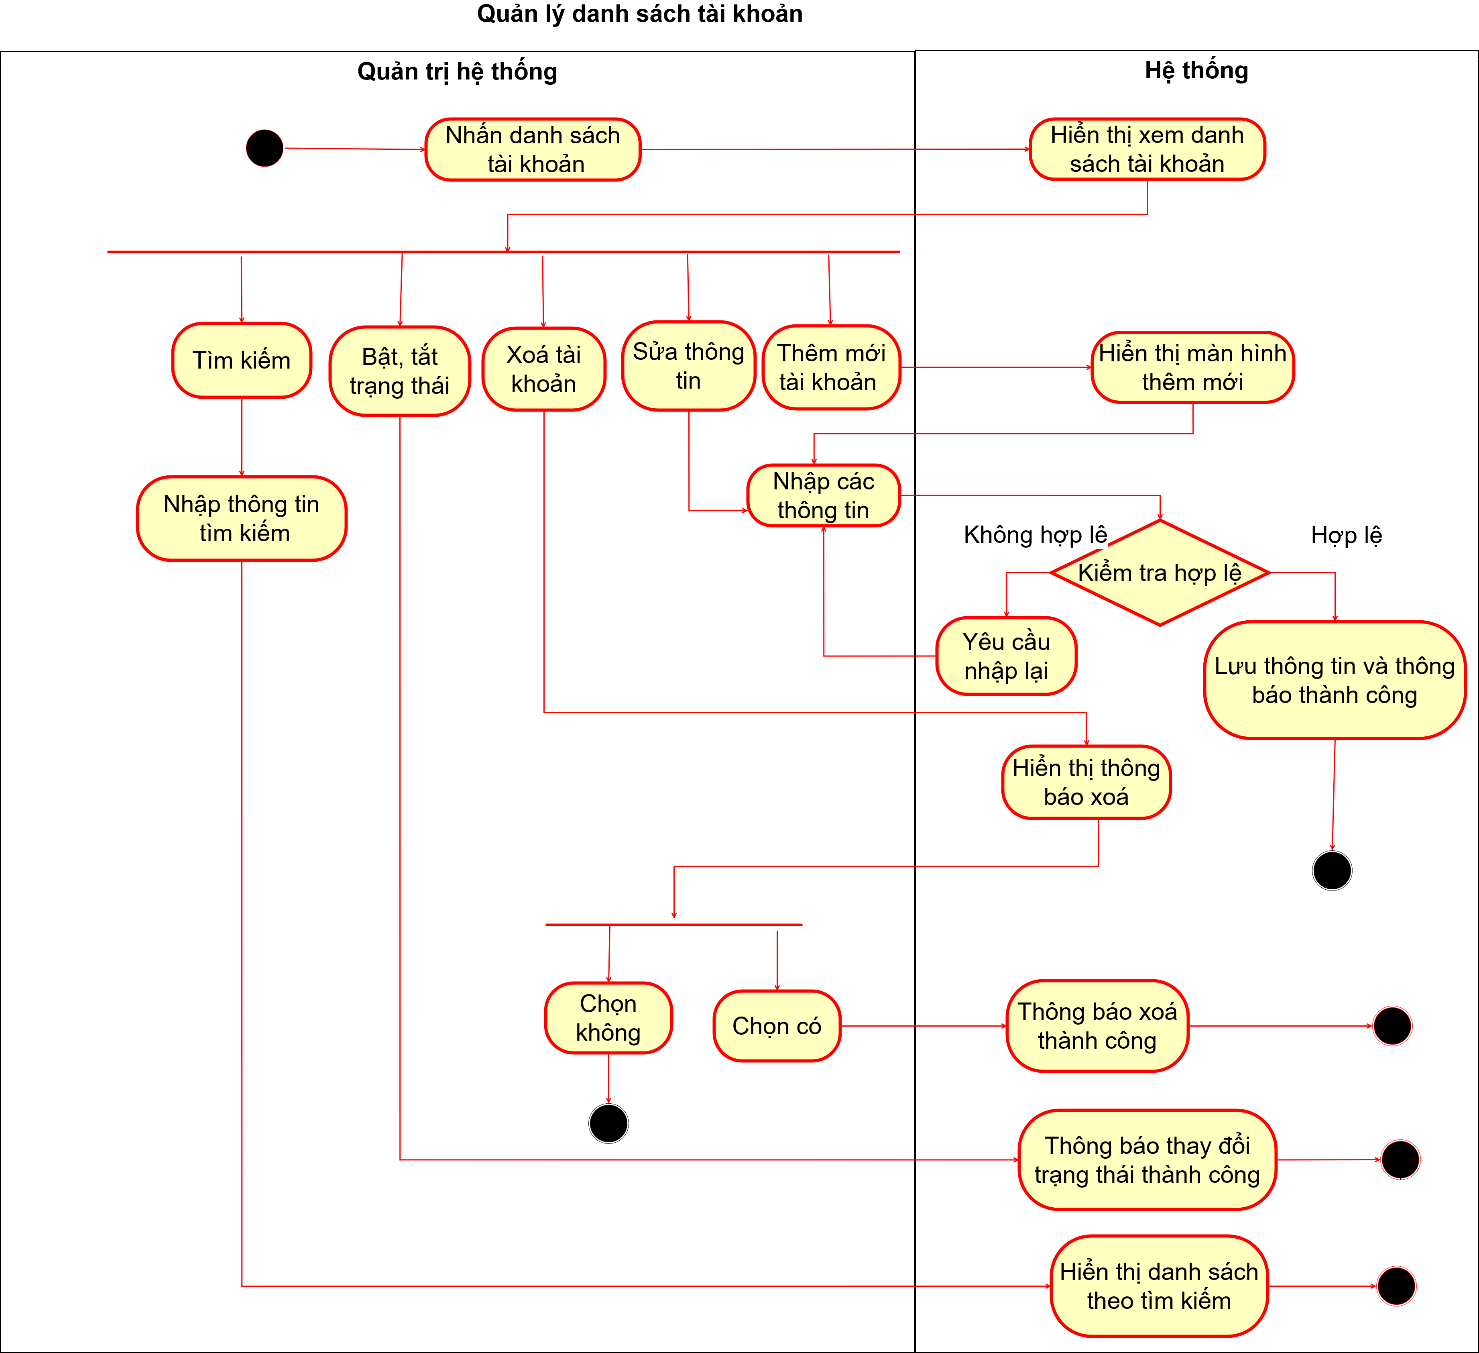 Quản lý danh sách tài khoản
Quản trị hệ thống
Hệ thống
Nhấn danh sách
tài khoản
Hiển thị xem danh
sách tài khoản
Tìm kiếm
Bật, tắt
trạng thái
Xoá tài
khoản
Sửa thông
tin
Thêm mới
tài khoản
Hiển thị màn hình
thêm mới
Nhập thông tin
tìm kiếm
Nhập các
thông tin
Không hợp lê
Hợp lệ
Kiểm tra hợp lệ
Yêu cầu
nhập lại
Lưu thông tin và thông
báo thành công
Hiển thị thông
báo xoá
Chọn
không
Chọn có
Thông báo xoá
thành công
Thông báo thay đổi
trạng thái thành công
Hiển thị danh sách
theo tìm kiếm